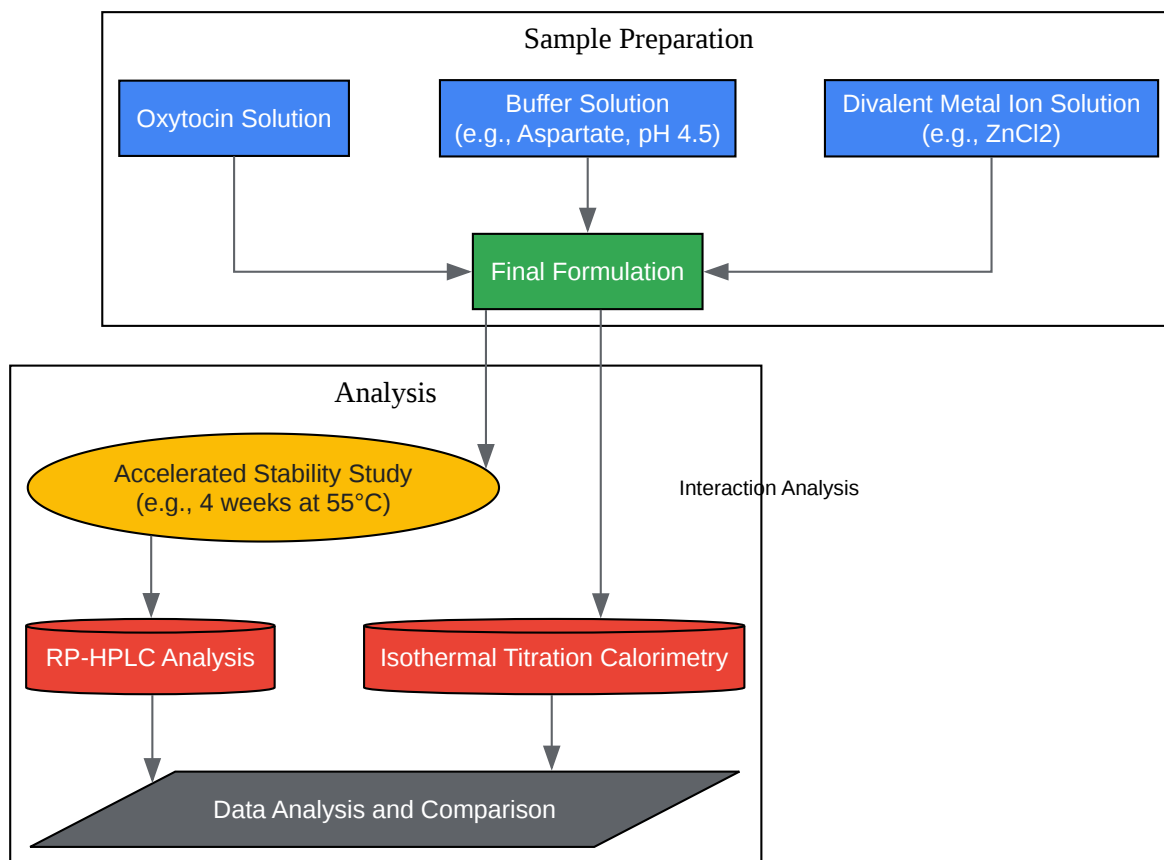 Sample Preparation
Oxytocin Solution
Buffer Solution
(e.g., Aspartate, pH 4.5)
Divalent Metal Ion Solution
(e.g., ZnCl2)
Final Formulation
Analysis
Accelerated Stability Study
(e.g., 4 weeks at 55°C)
Interaction Analysis
RP-HPLC Analysis
Isothermal Titration Calorimetry
Data Analysis and Comparison